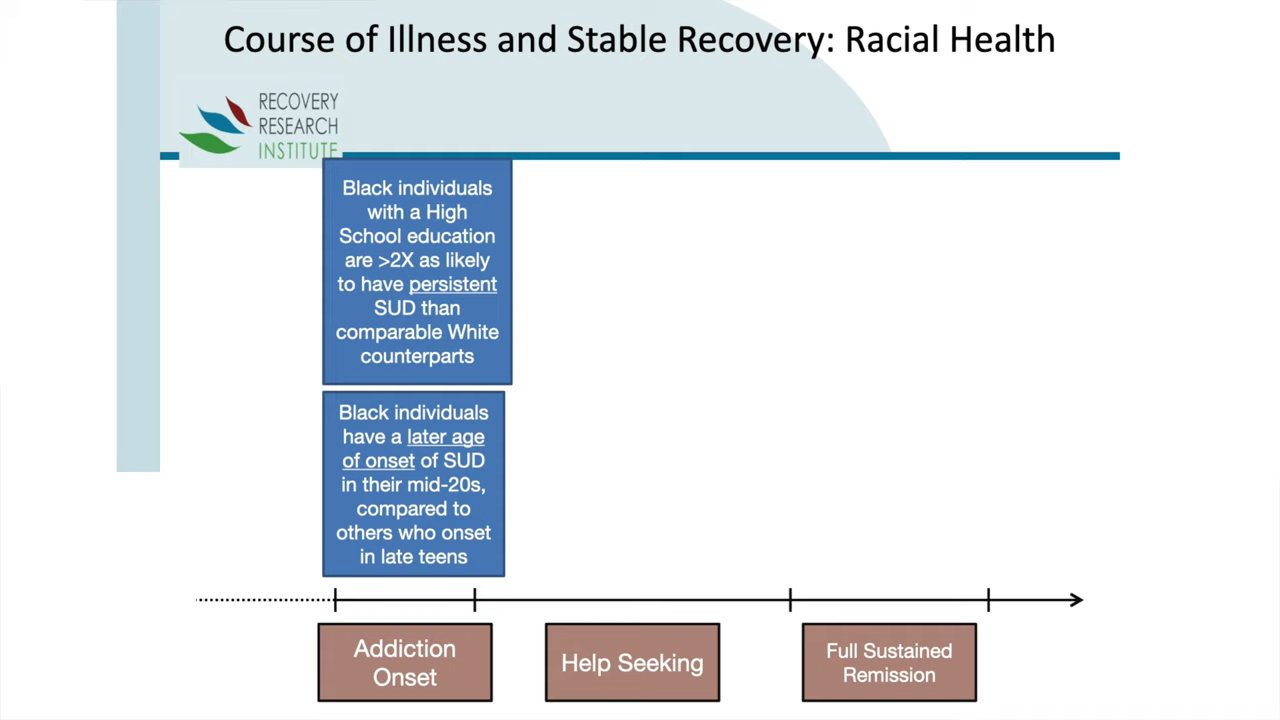 Course of Illness and Stable Recovery: Racial Health
RECOVERY
RESEARCH
INSTITUTE
Black individuals
with a High
School education
are >2X as likely
to have persistent
SUD than
comparable White
counterparts
Black individuals
have a later age
of onset of SUD
in their mid-20s,
compared to
others who onset
in late teens
Addiction
Onset
Help Seeking
Full Sustained
Remission